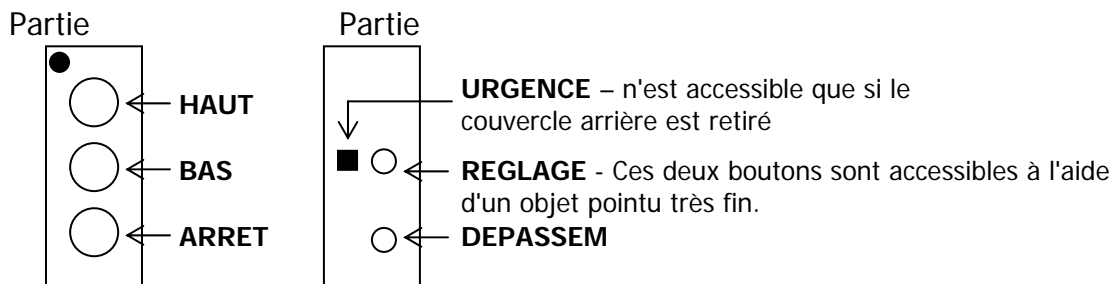 Partie
Partie
URGENCE – n'est accessible que si le
couvercle arrière est retiré
HAUT
BAS
REGLAGE - Ces deux boutons sont accessibles à l'aide
d'un objet pointu très fin.
ARRET
DEPASSEM